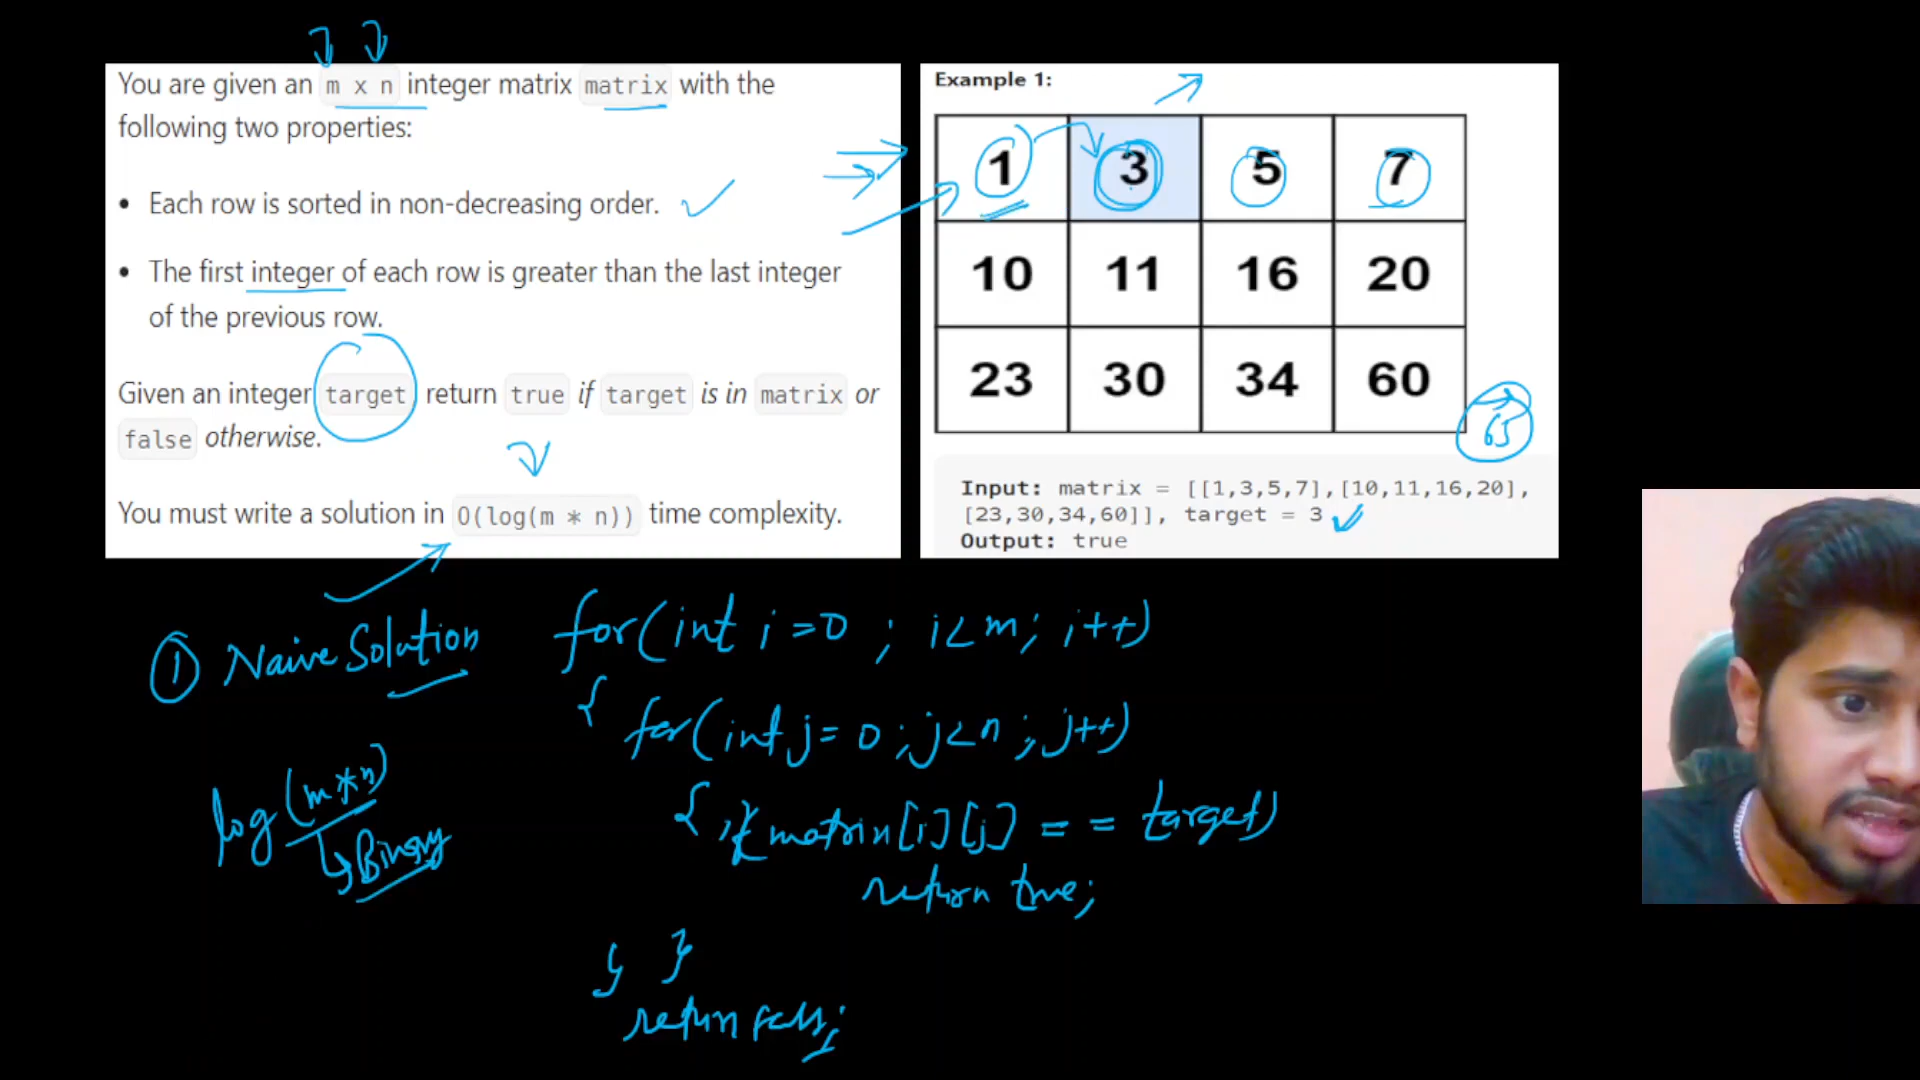 You are given an m x n integer matrix matrix with the
following two properties:
• Each row is sorted in non-decreasing order.
• The first integer of each row is greater than the last integer
of the previous row.
Given an integer target return true if target is in matrix or
false otherwise.
You must write a solution in O(log(m * n)) time complexity.
Example 1:
1 3 5 7
10 11 16 20
23 30 34 60
Input: matrix = [[1,3,5,7],[10,11,16,20],
[23,30,34,60]], target = 3
Output: true
① Naive Solution
for(int i=0 ; i<m; i++)
{ for(int j= 0 ; j<n ; j++)
{ if(matrix[i][j] == target)
return true;
} }
return false;
log(m*n)
↳ Binary